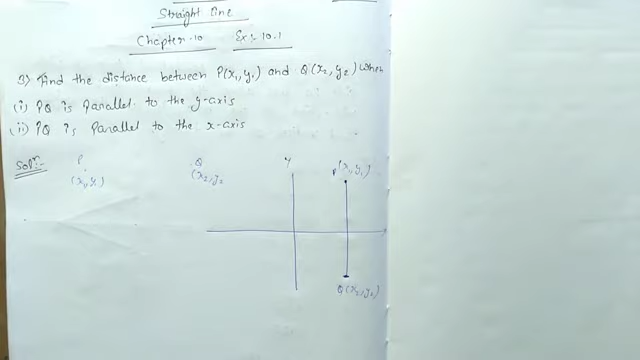 Straight line
Chapter-10 Ex:-10.1
3) Find the distance between P(x₁,y₁) and Q(x₂,y₂) when
(i) PQ is Parallel to the y-axis
(ii) PQ is Parallel to the x-axis
Soln:-
P Q
(x₁,y₁) (x₂,y₂)
Y
P(x₁,y₁)
Q(x₂,y₂)